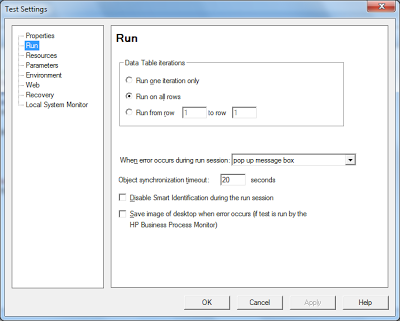 Test Settings
Properties
Run
Resources
Parameters
Environment
Web
Recovery
Local System Monitor
Run
Data Table iterations
Run one iteration only
Run on all rows
Run from row 1 to row 1
When error occurs during run session: pop up message box
Object synchronization timeout: 20 seconds
Disable Smart Identification during the run session
Save image of desktop when error occurs (if test is run by the
HP Business Process Monitor)
OK Cancel Apply Help